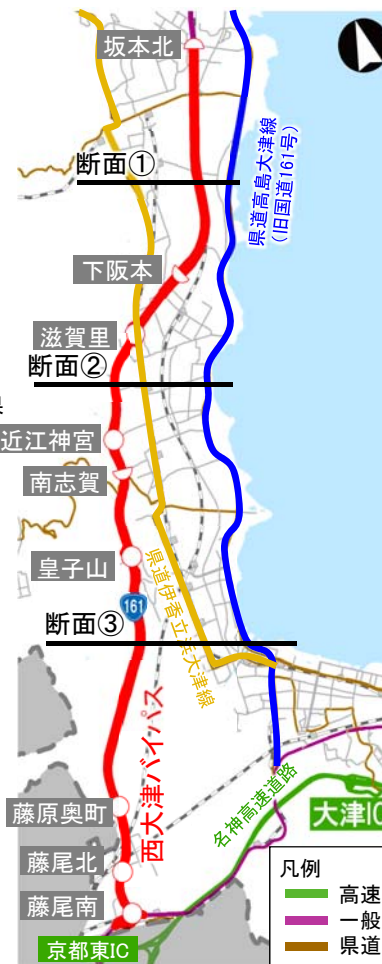 坂本北
断面①
県道高島大津線
(旧国道161号)
下阪本
滋賀里
断面②
近江神宮
南志賀
皇子山
161
県道伊香立浜大津線
断面③
西大津バイパス
藤原奥町
名神高速道路
大津IC
藤尾北
藤尾南
京都東IC
凡例
高速
一般
県道